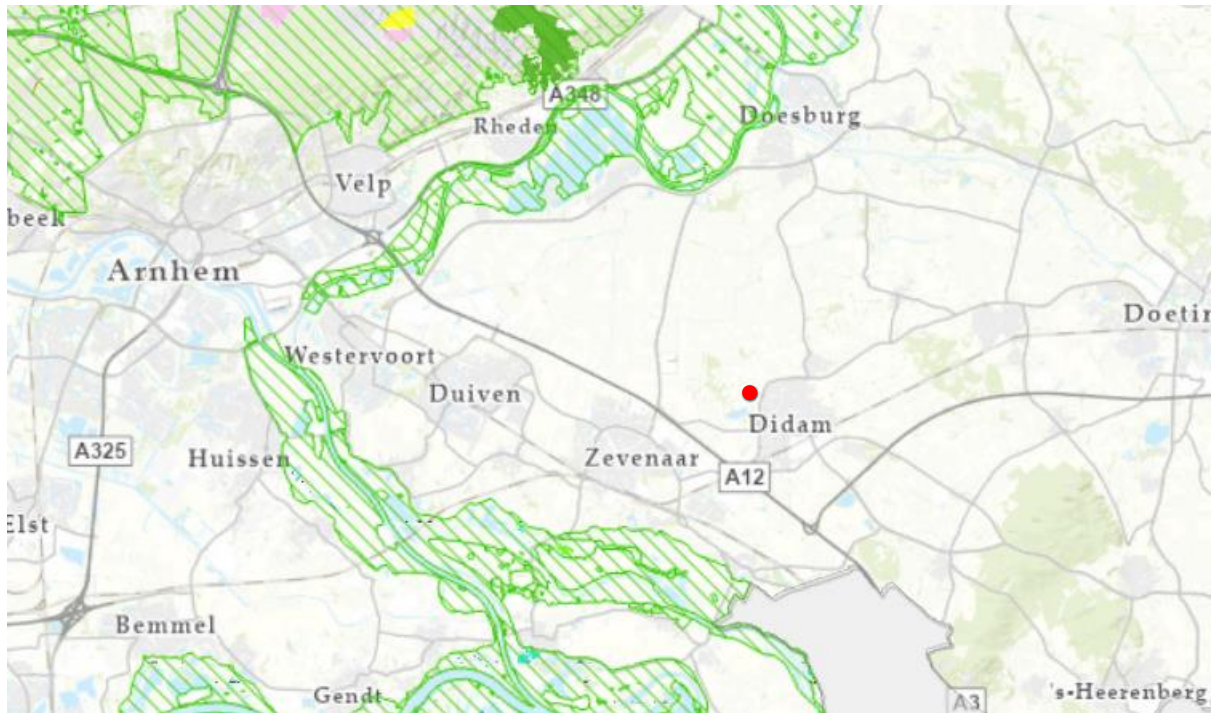 A348
Rheden
Doesburg
Velp
beek
Arnhem
Doetin
Westervoort
Duiven
Didam
A325
Huissen
Zevenaar
A12
Elst
Bemmel
Gendt
A3
's-Heerenberg